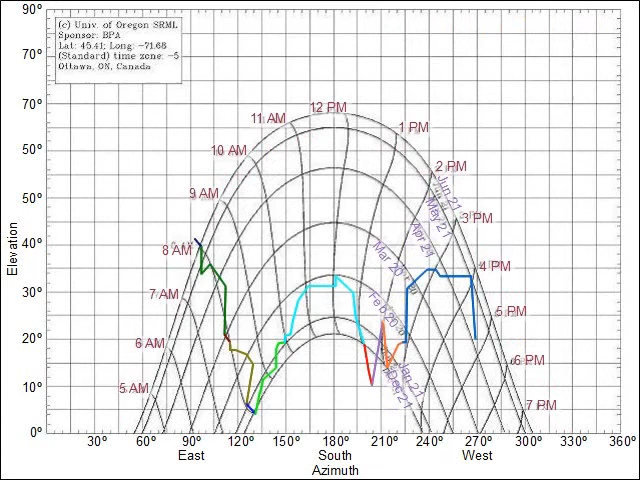 90°
(c) Univ. of Oregon SRML
Sponsor: BPA
Lat: 45.41; Long: -71.68
(Standard) time zone: -5
Ottawa, ON, Canada
80°
70°
60°
50°
40°
30°
20°
10°
0°
Elevation
12 PM
11 AM
1 PM
10 AM
2 PM
9 AM
3 PM
8 AM
4 PM
7 AM
5 PM
6 AM
6 PM
5 AM
7 PM
Jun 21
May 21
Apr 21
Mar 20
Feb 20
Jan 21
Dec 21
30° 60° 90° 120° 150° 180° 210° 240° 270° 300° 330° 360°
East South West
Azimuth